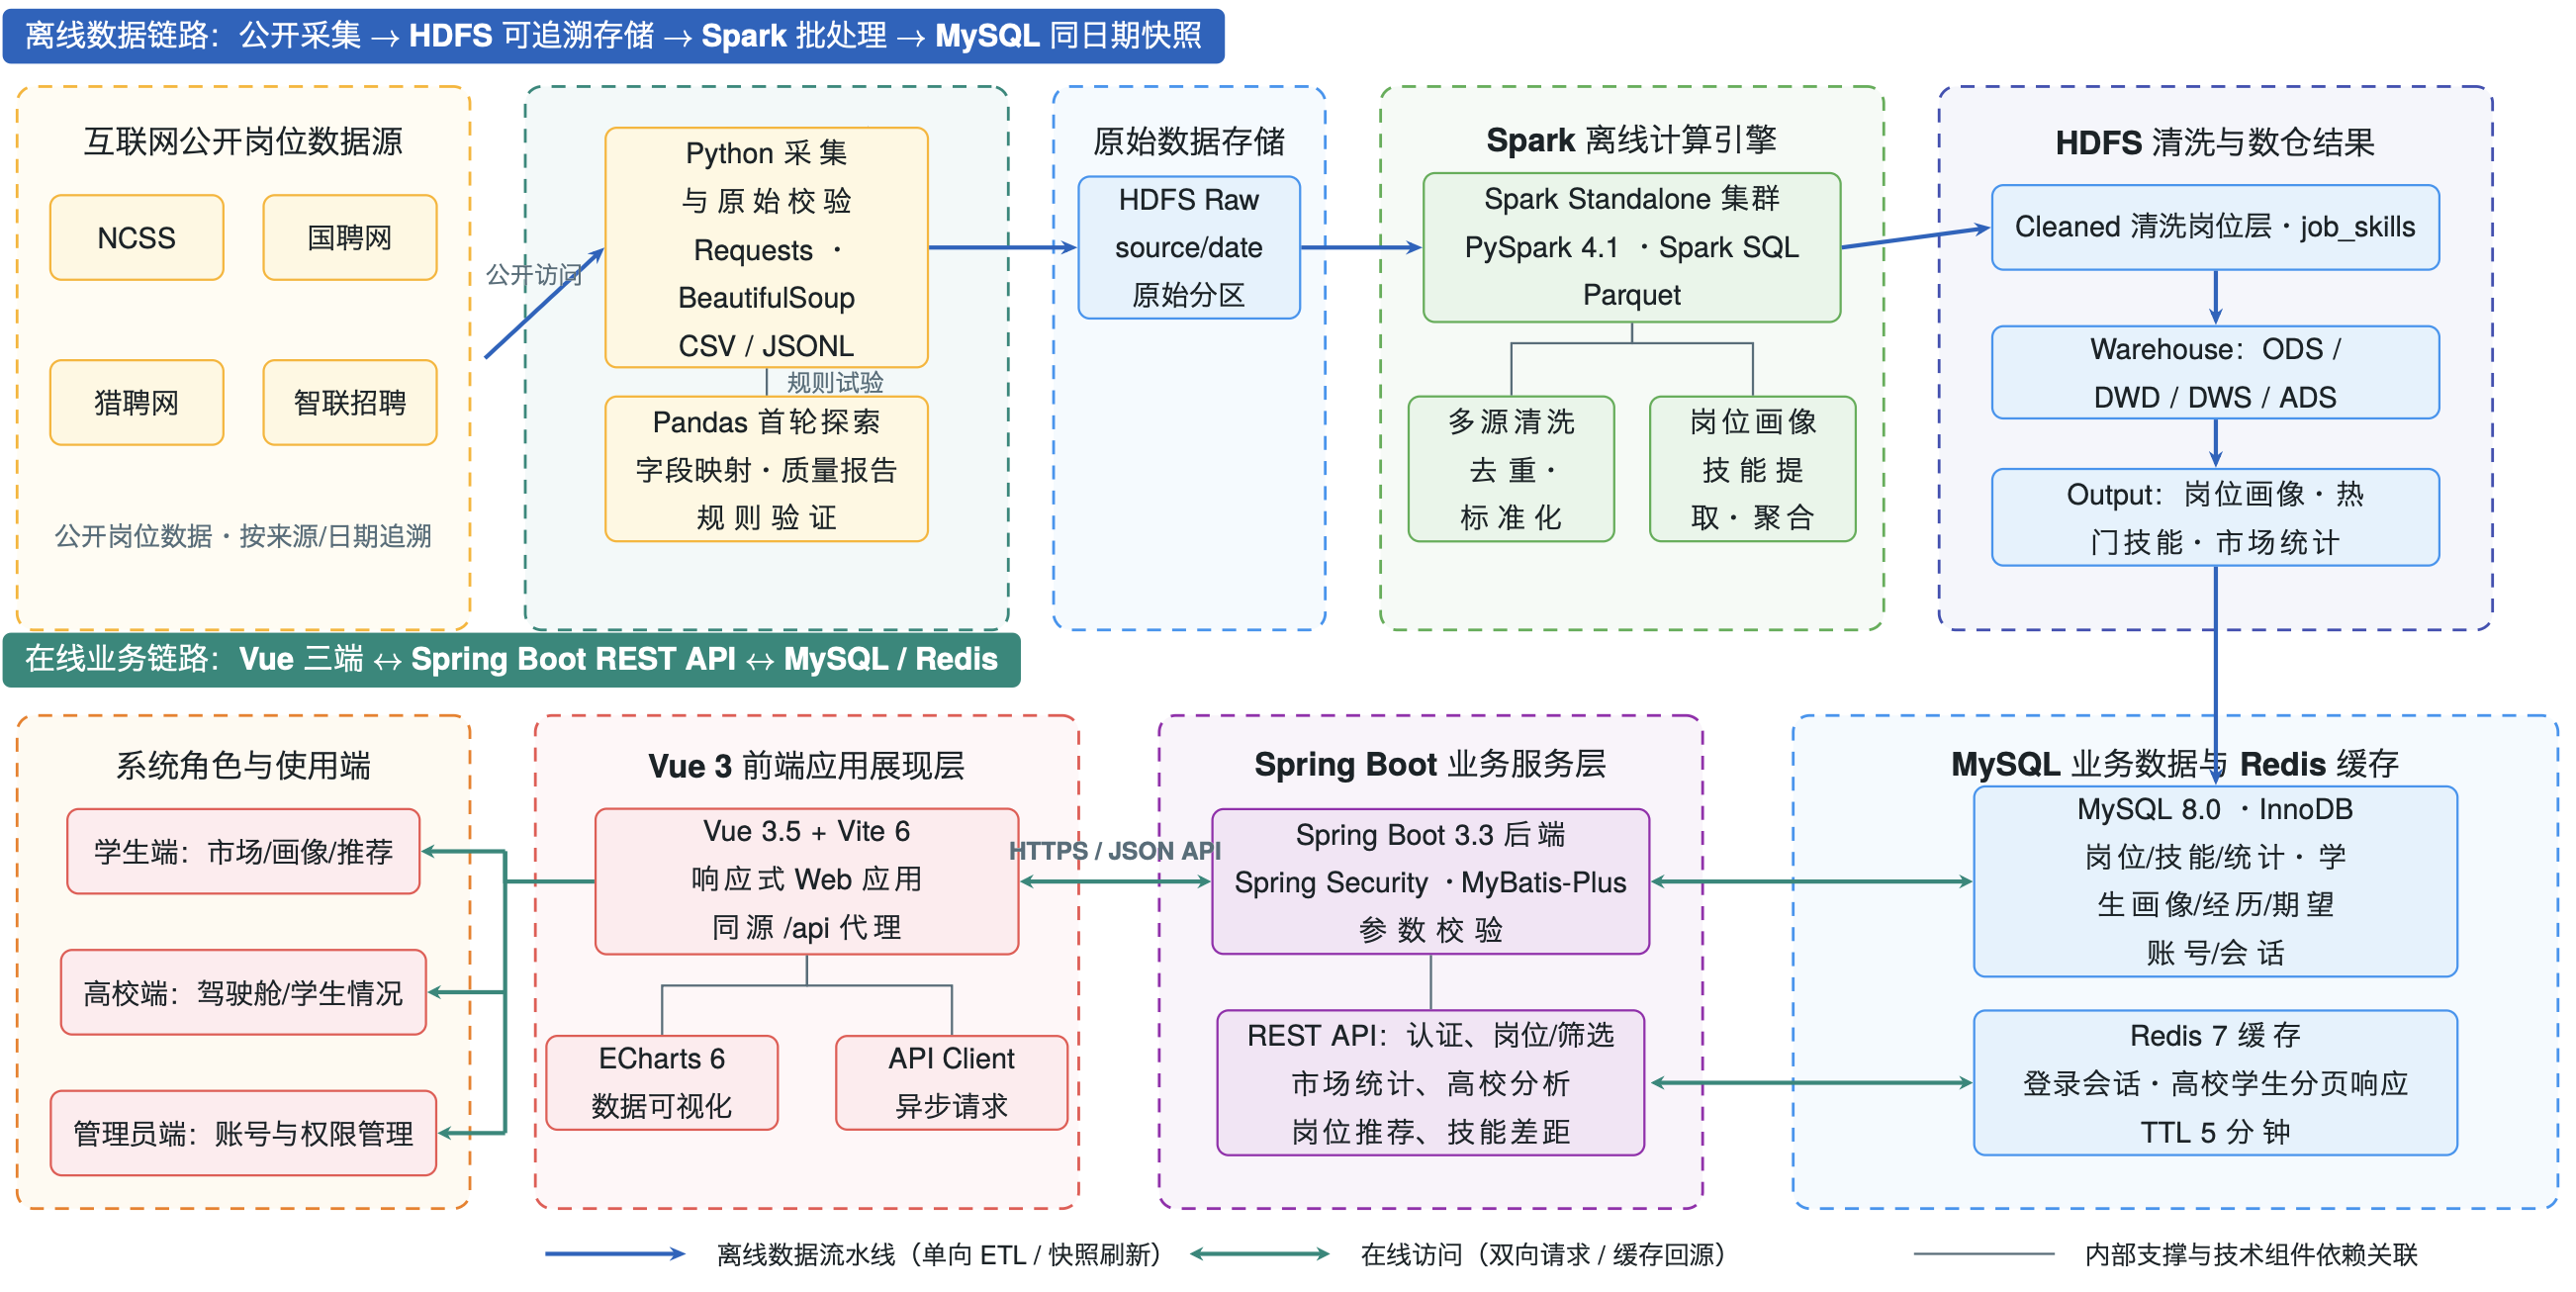 离线数据链路：公开采集 → HDFS 可追溯存储 → Spark 批处理 → MySQL 同日期快照
互联网公开岗位数据源
NCSS
国聘网
猎聘网
智联招聘
公开岗位数据・按来源/日期追溯
公开访问
Python 采集
与原始校验
Requests ・
BeautifulSoup
CSV / JSONL
规则试验
Pandas 首轮探索
字段映射・质量报告
规则验证
原始数据存储
HDFS Raw
source/date
原始分区
Spark 离线计算引擎
Spark Standalone 集群
PySpark 4.1 ・Spark SQL
Parquet
多源清洗
去重・
标准化
岗位画像
技能提
取・聚合
HDFS 清洗与数仓结果
Cleaned 清洗岗位层・job_skills
Warehouse：ODS /
DWD / DWS / ADS
Output：岗位画像・热
门技能・市场统计
在线业务链路：Vue 三端 ↔ Spring Boot REST API ↔ MySQL / Redis
系统角色与使用端
学生端：市场/画像/推荐
高校端：驾驶舱/学生情况
管理员端：账号与权限管理
Vue 3 前端应用展现层
Vue 3.5 + Vite 6
响应式 Web 应用
同源 /api 代理
ECharts 6
数据可视化
API Client
异步请求
HTTPS / JSON API
Spring Boot 业务服务层
Spring Boot 3.3 后端
Spring Security ・MyBatis-Plus
参数校验
REST API：认证、岗位/筛选
市场统计、高校分析
岗位推荐、技能差距
MySQL 业务数据与 Redis 缓存
MySQL 8.0 ・InnoDB
岗位/技能/统计・学
生画像/经历/期望
账号/会话
Redis 7 缓存
登录会话・高校学生分页响应
TTL 5 分钟
离线数据流水线（单向 ETL / 快照刷新）
在线访问（双向请求 / 缓存回源）
内部支撑与技术组件依赖关联